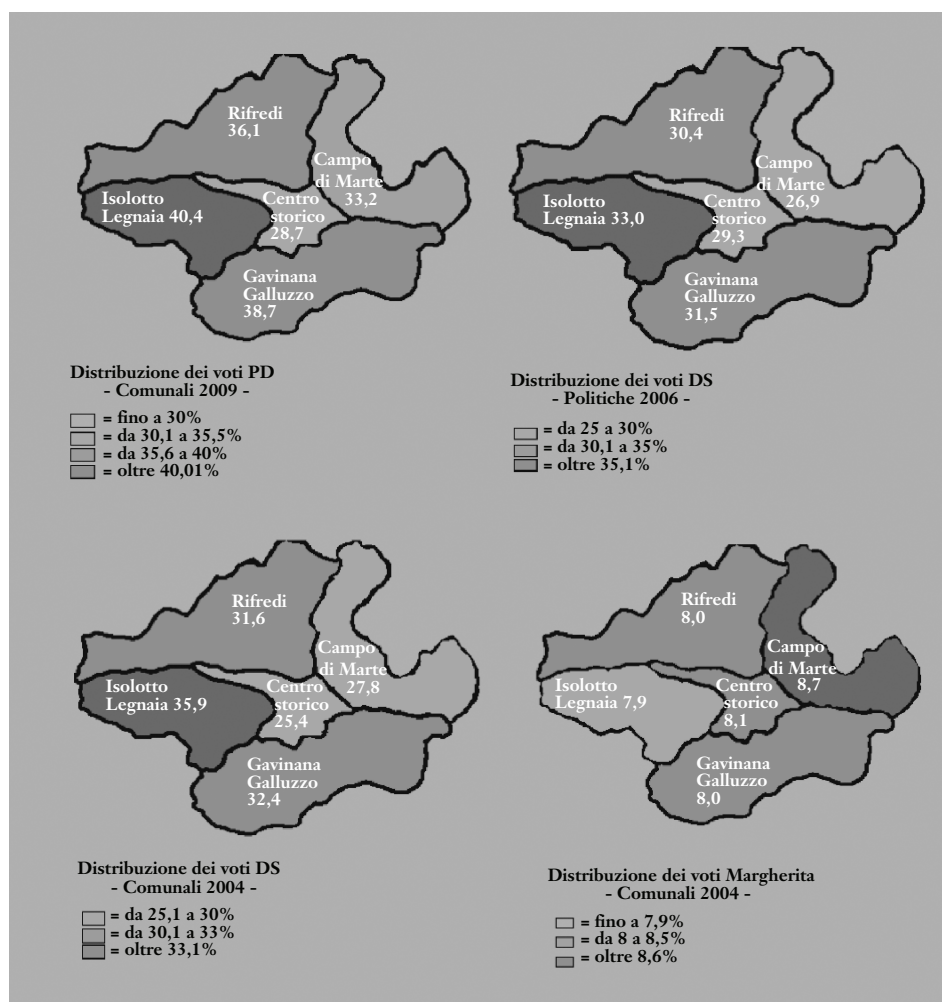 Rifredi
36,1
Campo
di Marte
33,2
Isolotto
Legnaia 40,4
Centro
storico
28,7
Gavinana
Galluzzo
38,7
Distribuzione dei voti PD
- Comunali 2009 -
= fino a 30%
= da 30,1 a 35,5%
= da 35,6 a 40%
= oltre 40,01%
Rifredi
30,4
Campo
di Marte
26,9
Isolotto
Legnaia 33,0
Centro
storico
29,3
Gavinana
Galluzzo
31,5
Distribuzione dei voti DS
- Politiche 2006 -
= da 25 a 30%
= da 30,1 a 35%
= oltre 35,1%
Rifredi
31,6
Campo
di Marte
27,8
Isolotto
Legnaia 35,9
Centro
storico
25,4
Gavinana
Galluzzo
32,4
Distribuzione dei voti DS
- Comunali 2004 -
= da 25,1 a 30%
= da 30,1 a 33%
= oltre 33,1%
Rifredi
8,0
Campo
di Marte
8,7
Isolotto
Legnaia 7,9
Centro
storico
8,1
Gavinana
Galluzzo
8,0
Distribuzione dei voti Margherita
- Comunali 2004 -
= fino a 7,9%
= da 8 a 8,5%
= oltre 8,6%